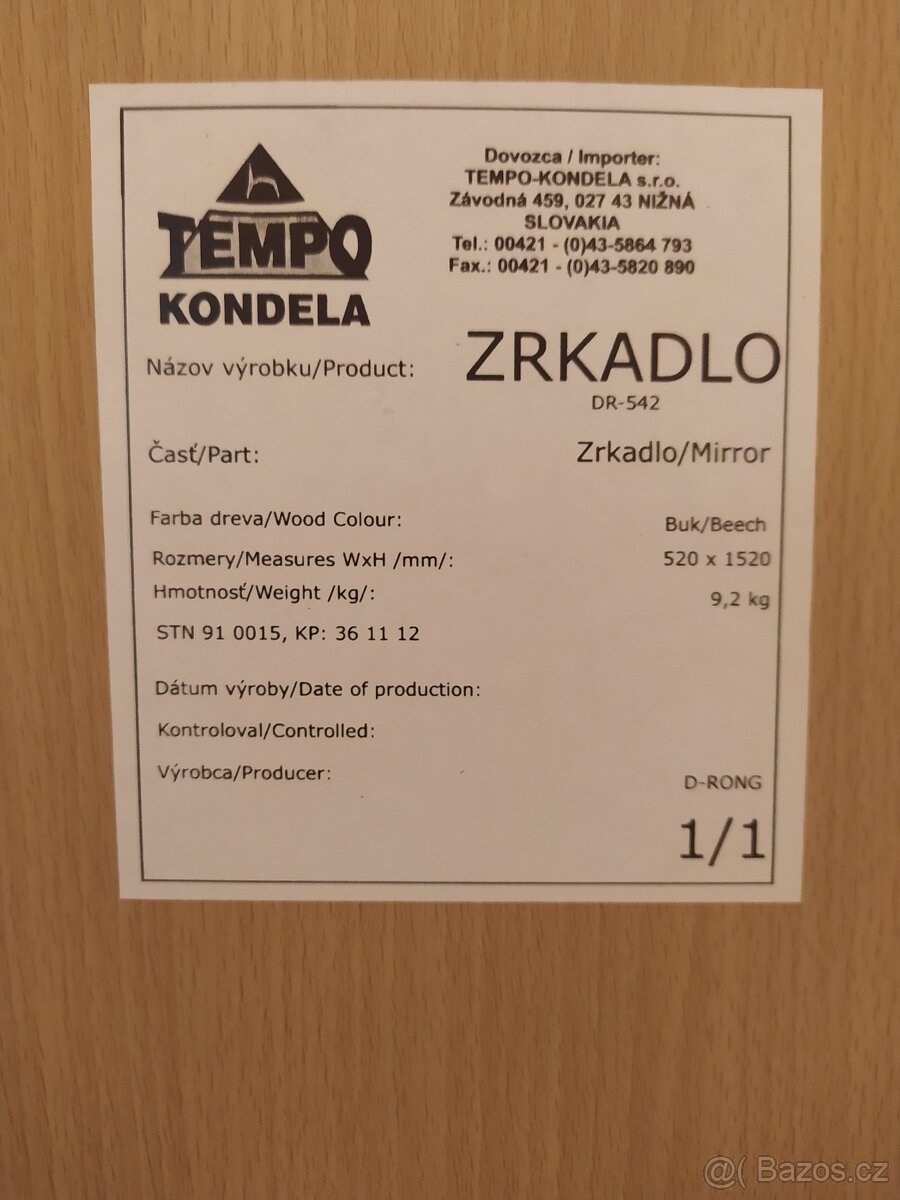 TEMPO
KONDELA
Dovozca / Importer:
TEMPO-KONDELA s.r.o.
Závodná 459, 027 43 NIŽNÁ
SLOVAKIA
Tel.: 00421 - (0)43-5864 793
Fax.: 00421 - (0)43-5820 890
Názov výrobku/Product: ZRKADLO
DR-542
Časť/Part: Zrkadlo/Mirror
Farba dreva/Wood Colour: Buk/Beech
Rozmery/Measures WxH /mm/: 520 x 1520
Hmotnosť/Weight /kg/: 9,2 kg
STN 91 0015, KP: 36 11 12
Dátum výroby/Date of production:
Kontroloval/Controlled:
Výrobca/Producer: D-RONG
1/1
@( Bazos.cz